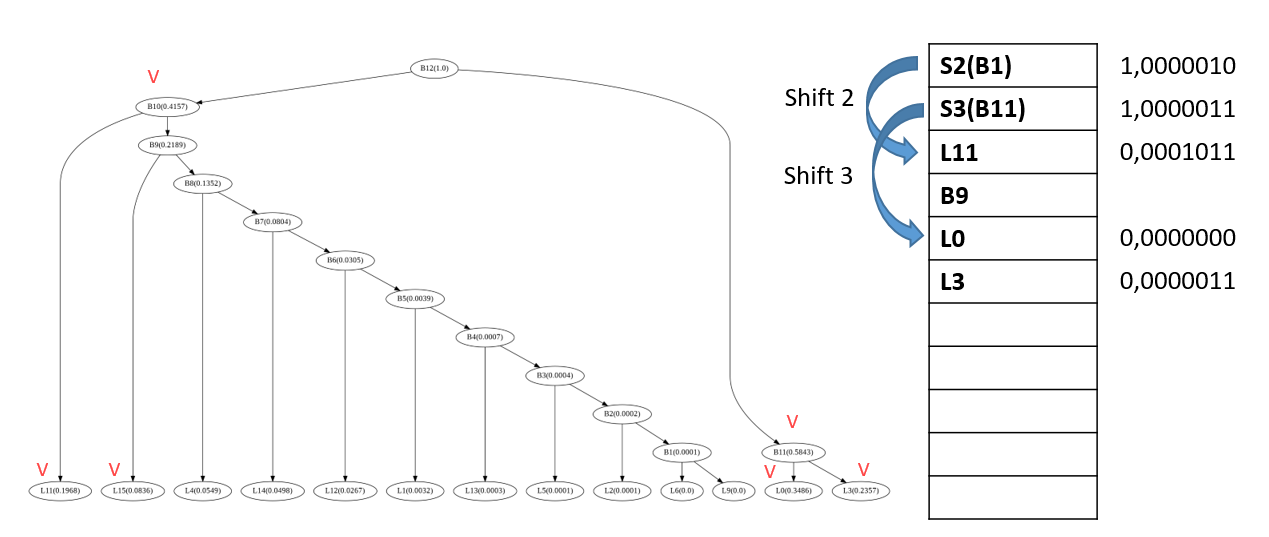 B12(1.0)
V
B10(0.4157)
B9(0.2189)
B8(0.1352)
B7(0.0804)
B6(0.0305)
B5(0.0039)
B4(0.0007)
B3(0.0004)
B2(0.0002)
V
B1(0.0001)
B11(0.5843)
V
V
V
V
L11(0.1968)
L15(0.0836)
L4(0.0549)
L14(0.0498)
L12(0.0267)
L1(0.0032)
L13(0.0003)
L5(0.0001)
L2(0.0001)
L6(0.0)
L9(0.0)
L0(0.3486)
L3(0.2357)
Shift 2
Shift 3
S2(B1) 1,0000010
S3(B11) 1,0000011
L11 0,0001011
B9
L0 0,0000000
L3 0,0000011